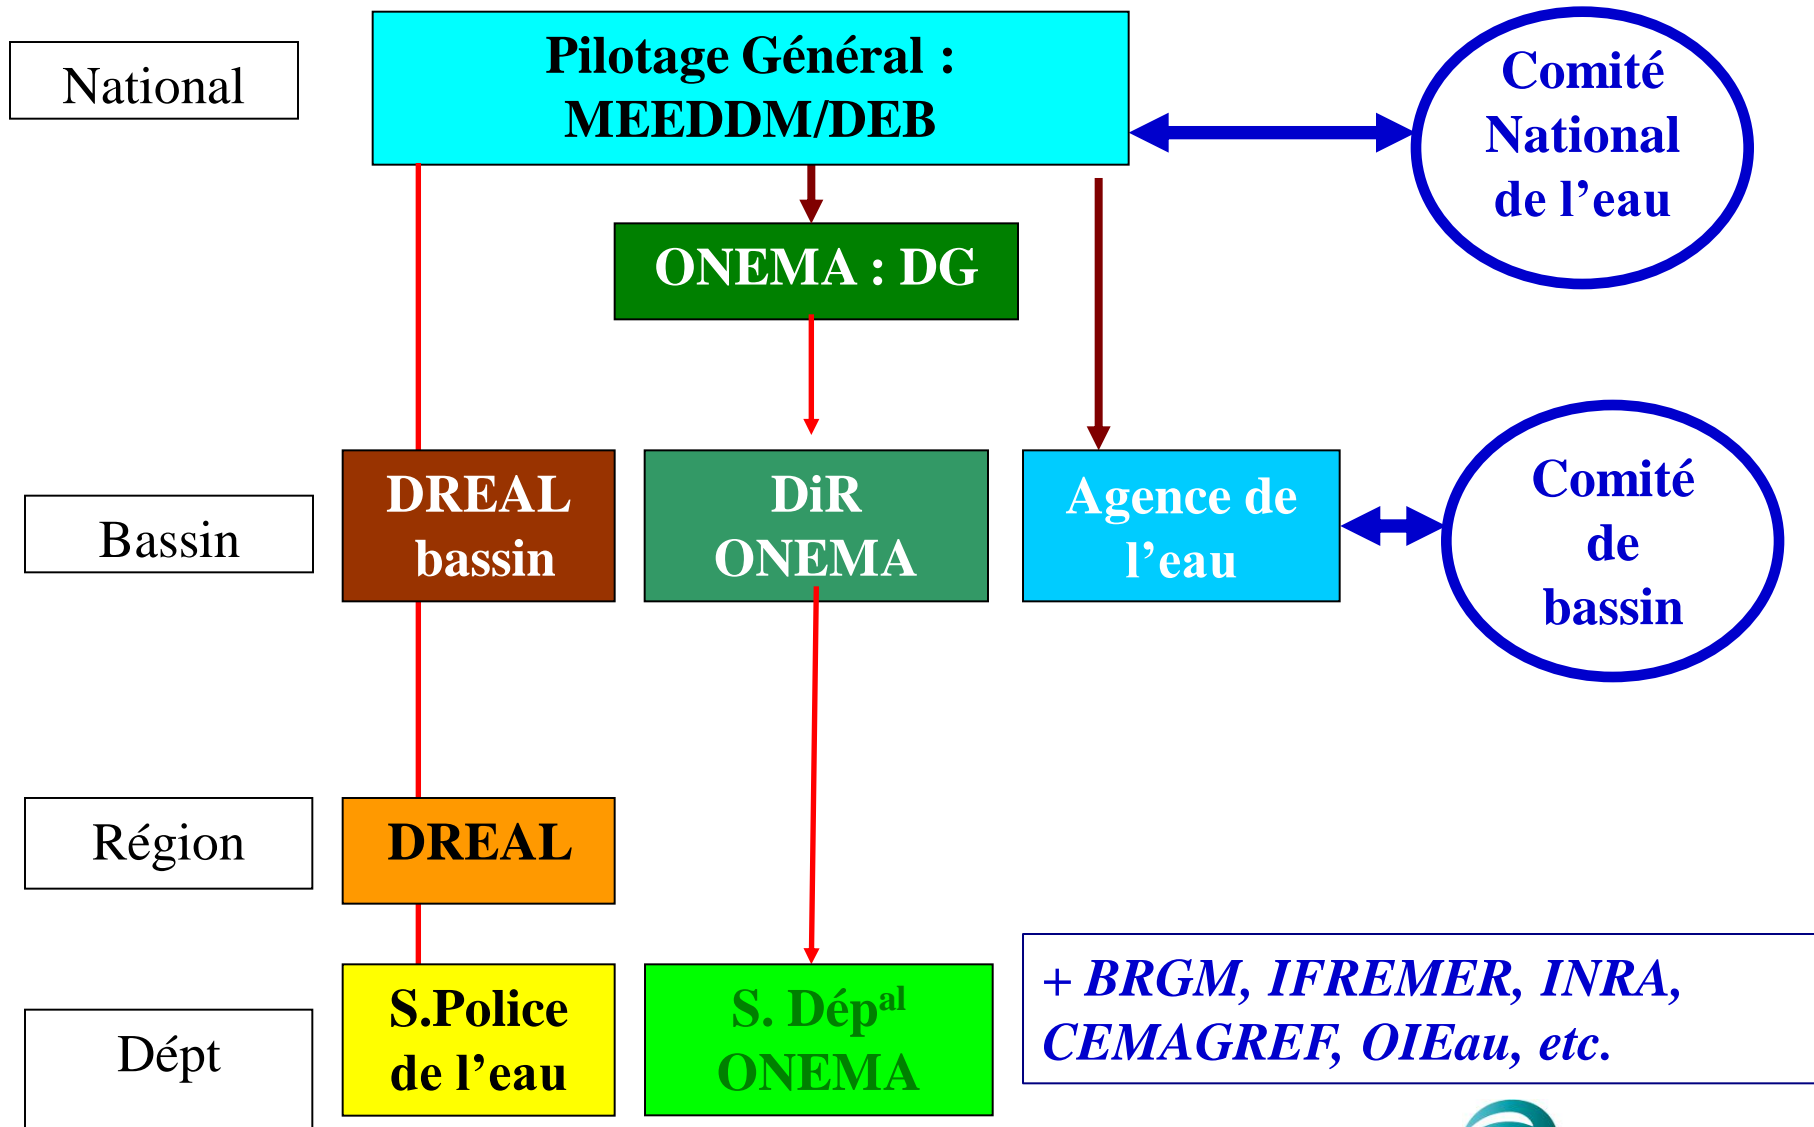 National
Pilotage Général :
MEEDDM/DEB
Comité
National
de l’eau
ONEMA : DG
Bassin
DREAL
bassin
DiR
ONEMA
Agence de
l’eau
Comité
de
bassin
Région
DREAL
Dépt
S.Police
de l’eau
S. Dépᵃˡ
ONEMA
+ BRGM, IFREMER, INRA,
CEMAGREF, OIEau, etc.